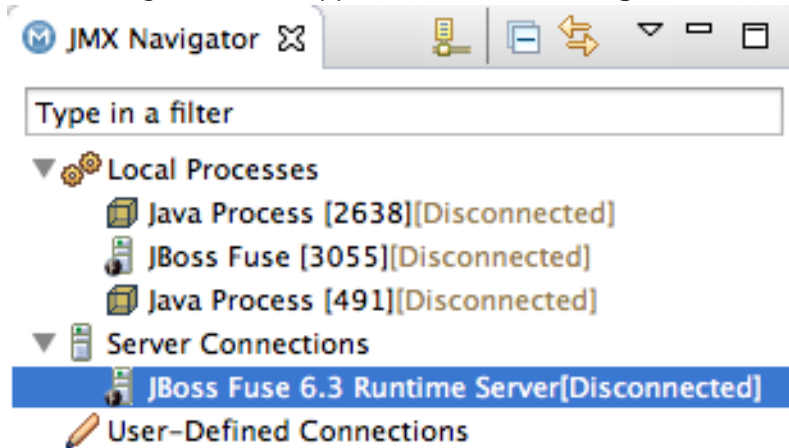 JMX Navigator
Type in a filter
Local Processes
Java Process [2638][Disconnected]
JBoss Fuse [3055][Disconnected]
Java Process [491][Disconnected]
Server Connections
JBoss Fuse 6.3 Runtime Server[Disconnected]
User-Defined Connections